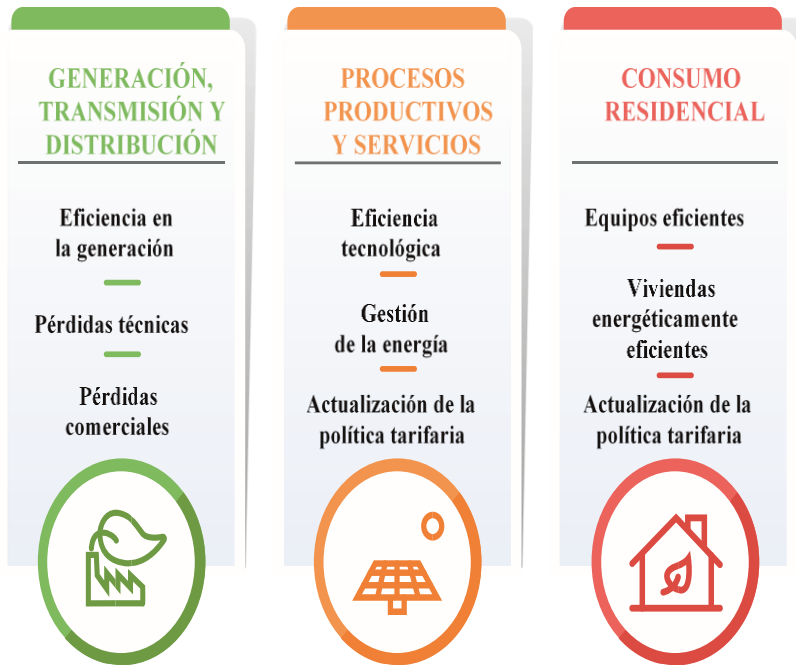 GENERACIÓN,
TRANSMISIÓN Y
DISTRIBUCIÓN
Eficiencia en
la generación
Pérdidas técnicas
Pérdidas
comerciales
PROCESOS
PRODUCTIVOS
Y SERVICIOS
Eficiencia
tecnológica
Gestión
de la energía
Actualización de la
política tarifaria
CONSUMO
RESIDENCIAL
Equipos eficientes
Viviendas
energéticamente
eficientes
Actualización de la
política tarifaria